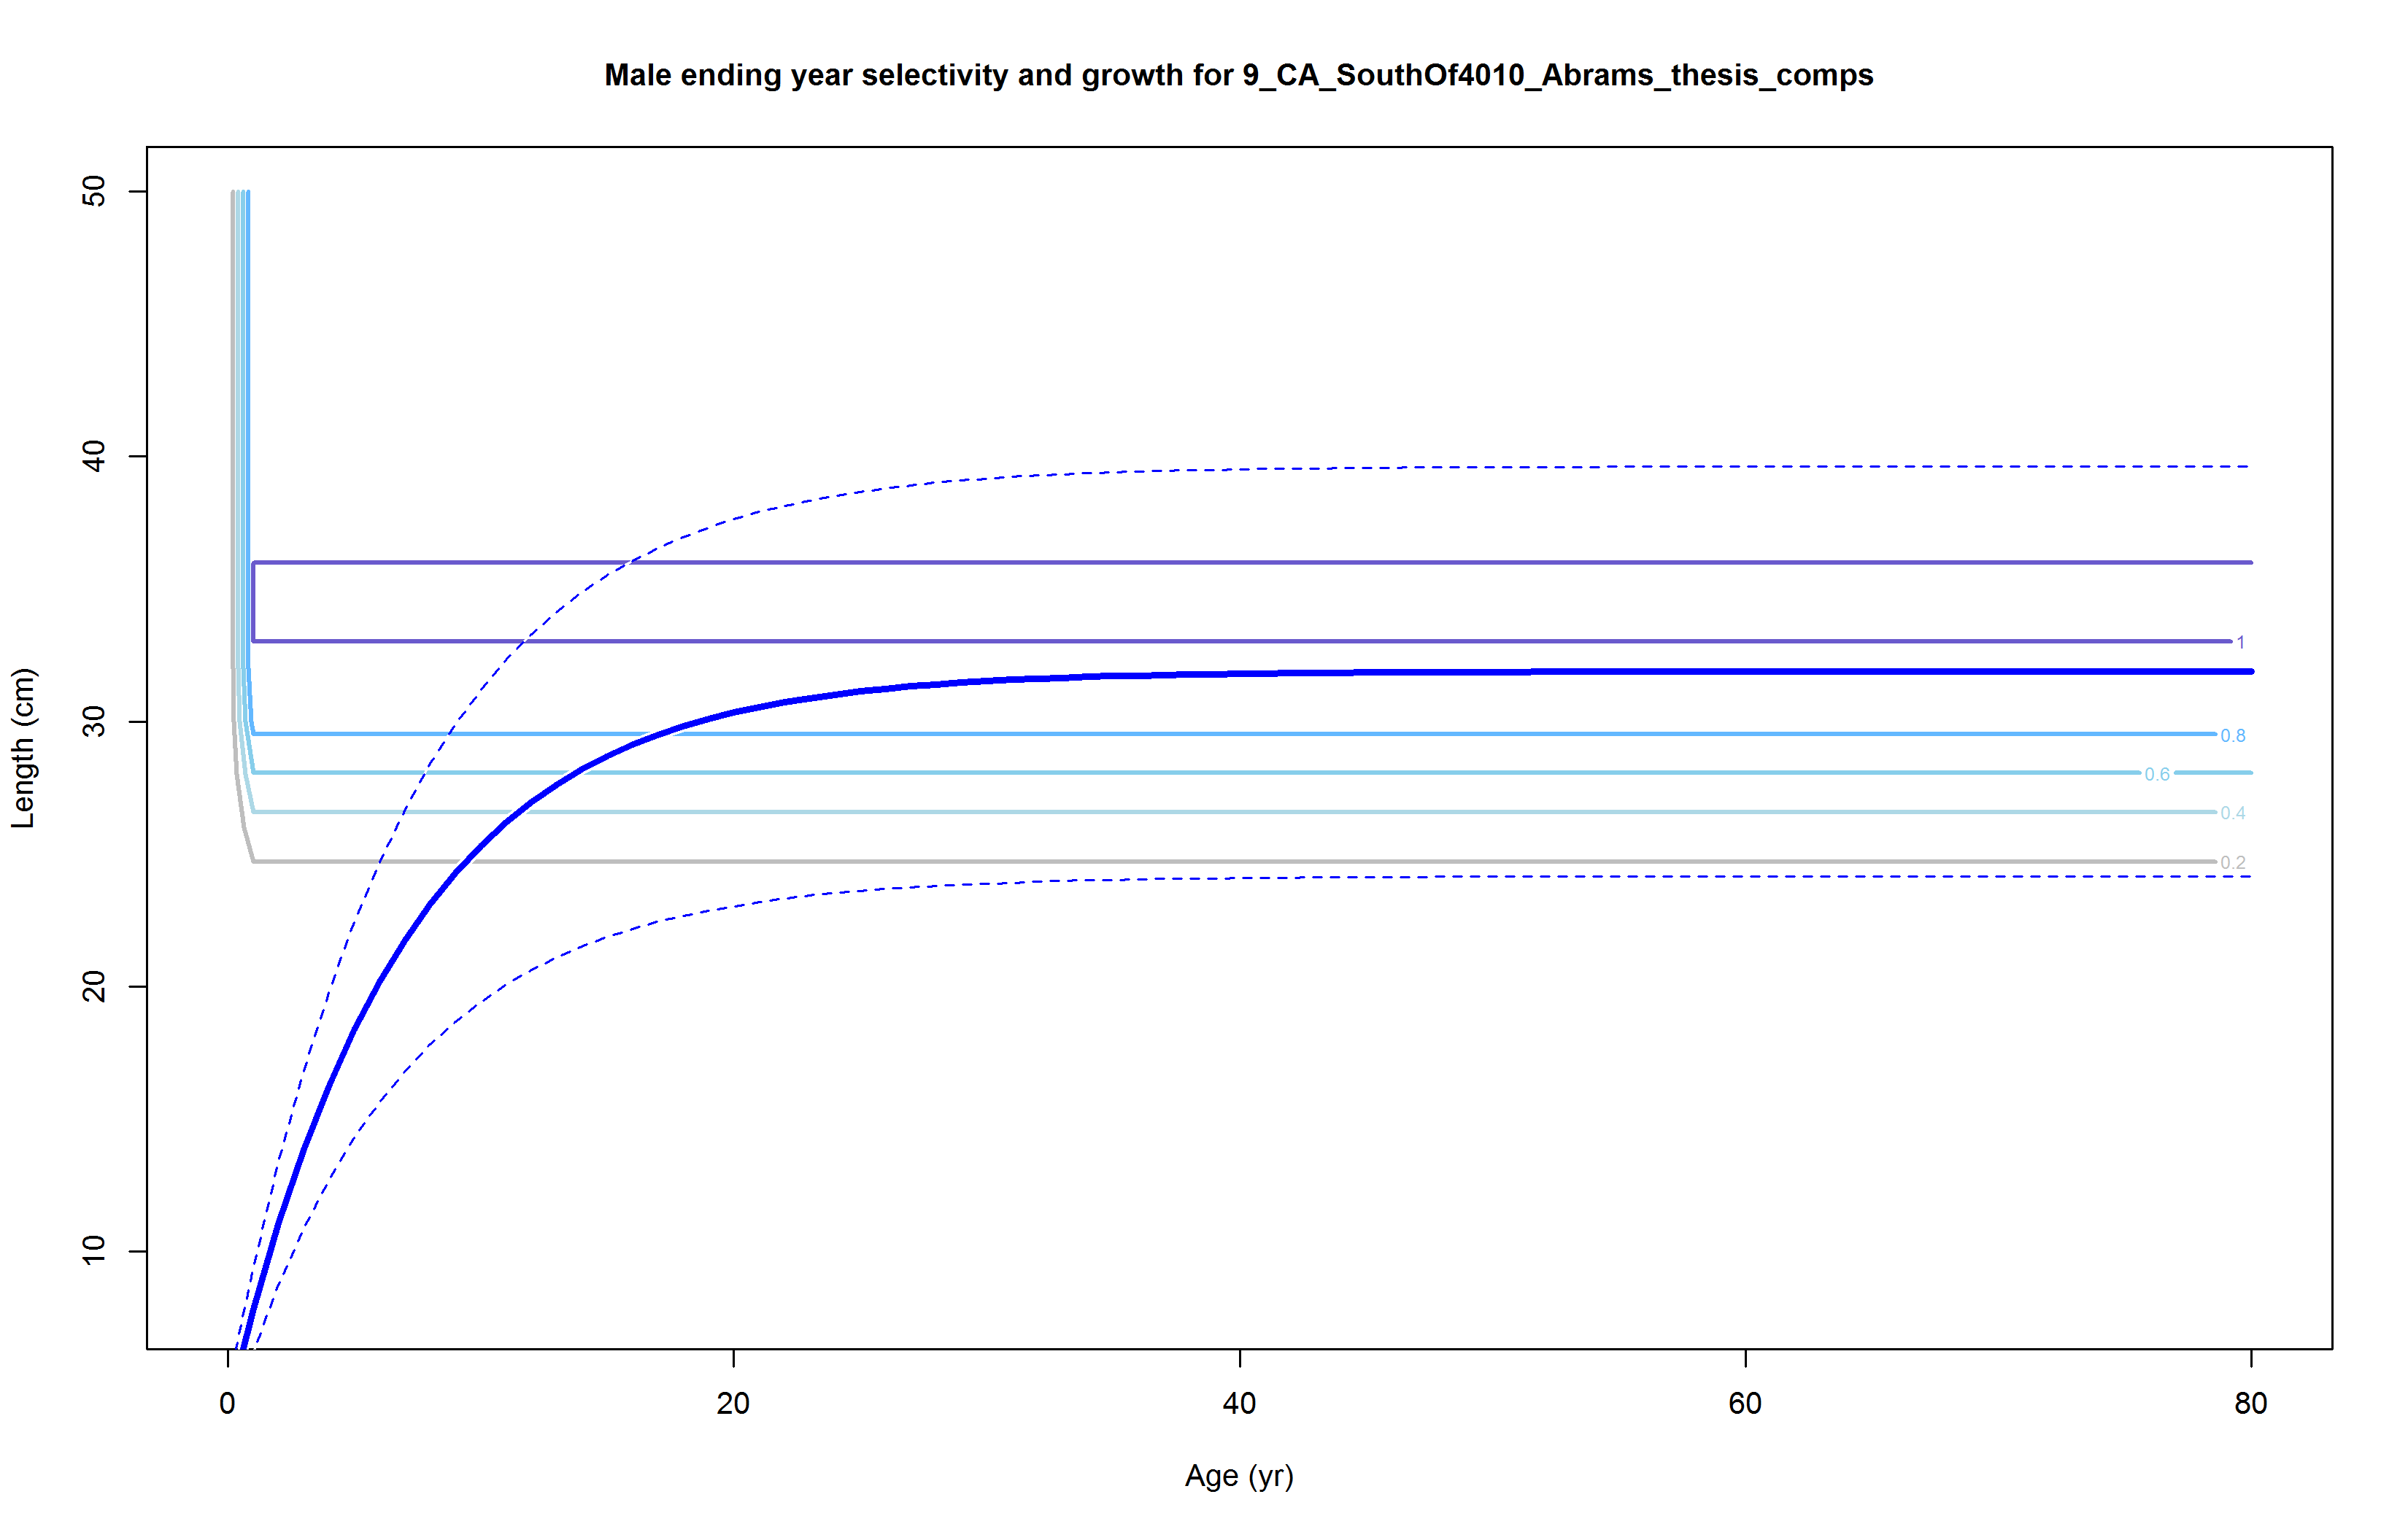 Male ending year selectivity and growth for 9_CA_SouthOf4010_Abrams_thesis_comps
50
40
30
20
10
Length (cm)
1
0.8
0.6
0.4
0.2
0 20 40 60 80
Age (yr)